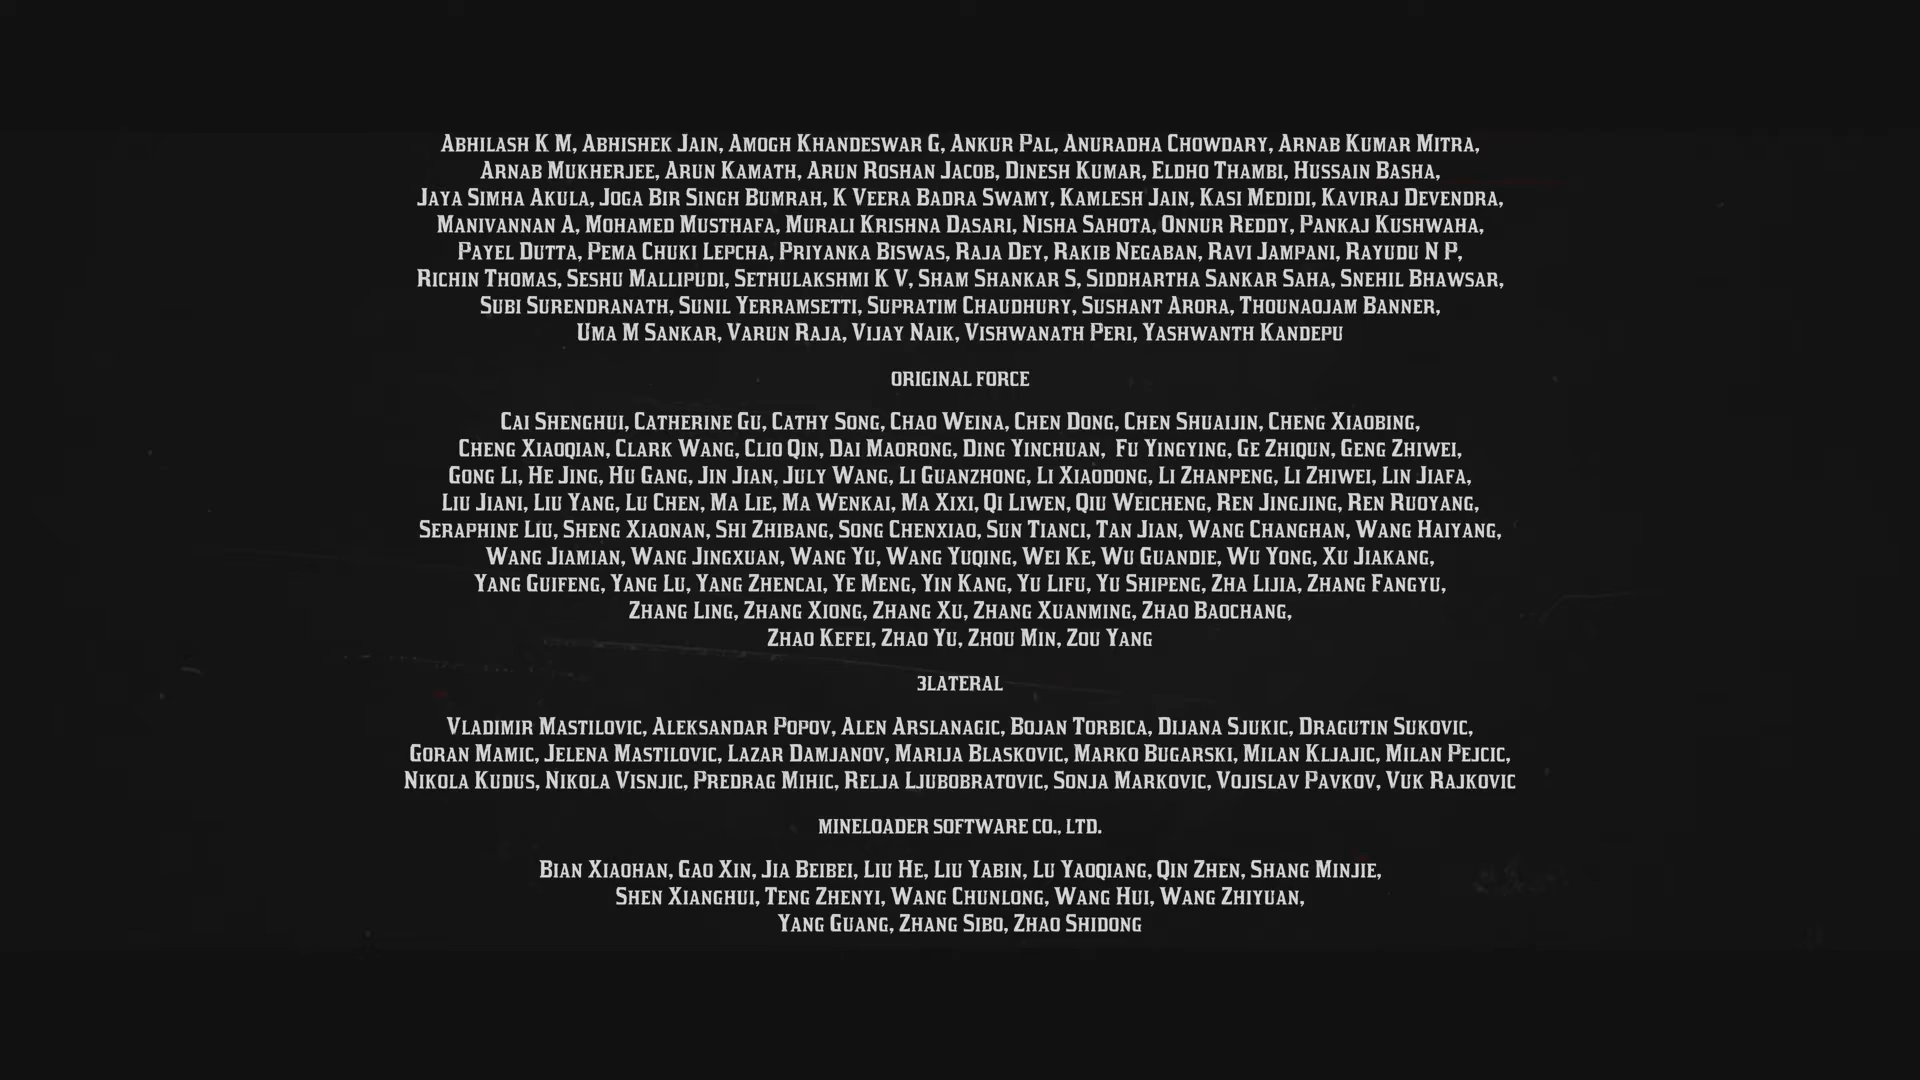 Abhilash K M, Abhishek Jain, Amogh Khandeswar G, Ankur Pal, Anuradha Chowdary, Arnab Kumar Mitra,
Arnab Mukherjee, Arun Kamath, Arun Roshan Jacob, Dinesh Kumar, Eldho Thambi, Hussain Basha,
Jaya Simha Akula, Joga Bir Singh Bumrah, K Veera Badra Swamy, Kamlesh Jain, Kasi Medidi, Kaviraj Devendra,
Manivannan A, Mohamed Musthafa, Murali Krishna Dasari, Nisha Sahota, Onnur Reddy, Pankaj Kushwaha,
Payel Dutta, Pema Chuki Lepcha, Priyanka Biswas, Raja Dey, Rakib Negaban, Ravi Jampani, Rayudu N P,
Richin Thomas, Seshu Mallipudi, Sethulakshmi K V, Sham Shankar S, Siddhartha Sankar Saha, Snehil Bhawsar,
Subi Surendranath, Sunil Yerramsetti, Supratim Chaudhury, Sushant Arora, Thounaojam Banner,
Uma M Sankar, Varun Raja, Vijay Naik, Vishwanath Peri, Yashwanth Kandepu
ORIGINAL FORCE
Cai Shenghui, Catherine Gu, Cathy Song, Chao Weina, Chen Dong, Chen Shuaijin, Cheng Xiaobing,
Cheng Xiaoqian, Clark Wang, Clio Qin, Dai Maorong, Ding Yinchuan, Fu Yingying, Ge Zhiqun, Geng Zhiwei,
Gong Li, He Jing, Hu Gang, Jin Jian, July Wang, Li Guanzhong, Li Xiaodong, Li Zhanpeng, Li Zhiwei, Lin Jiafa,
Liu Jiani, Liu Yang, Lu Chen, Ma Lie, Ma Wenkai, Ma Xixi, Qi Liwen, Qiu Weicheng, Ren Jingjing, Ren Ruoyang,
Seraphine Liu, Sheng Xiaonan, Shi Zhibang, Song Chenxiao, Sun Tianci, Tan Jian, Wang Changhan, Wang Haiyang,
Wang Jiamian, Wang Jingxuan, Wang Yu, Wang Yuqing, Wei Ke, Wu Guandie, Wu Yong, Xu Jiakang,
Yang Guifeng, Yang Lu, Yang Zhencai, Ye Meng, Yin Kang, Yu Lifu, Yu Shipeng, Zha Lijia, Zhang Fangyu,
Zhang Ling, Zhang Xiong, Zhang Xu, Zhang Xuanming, Zhao Baochang,
Zhao Kefei, Zhao Yu, Zhou Min, Zou Yang
3LATERAL
Vladimir Mastilovic, Aleksandar Popov, Alen Arslanagic, Bojan Torbica, Dijana Sjukic, Dragutin Sukovic,
Goran Mamic, Jelena Mastilovic, Lazar Damjanov, Marija Blaskovic, Marko Bugarski, Milan Kljajic, Milan Pejcic,
Nikola Kudus, Nikola Visnjic, Predrag Mihic, Relja Ljubobratovic, Sonja Markovic, Vojislav Pavkov, Vuk Rajkovic
MINELOADER SOFTWARE CO., LTD.
Bian Xiaohan, Gao Xin, Jia Beibei, Liu He, Liu Yabin, Lu Yaoqiang, Qin Zhen, Shang Minjie,
Shen Xianghui, Teng Zhenyi, Wang Chunlong, Wang Hui, Wang Zhiyuan,
Yang Guang, Zhang Sibo, Zhao Shidong